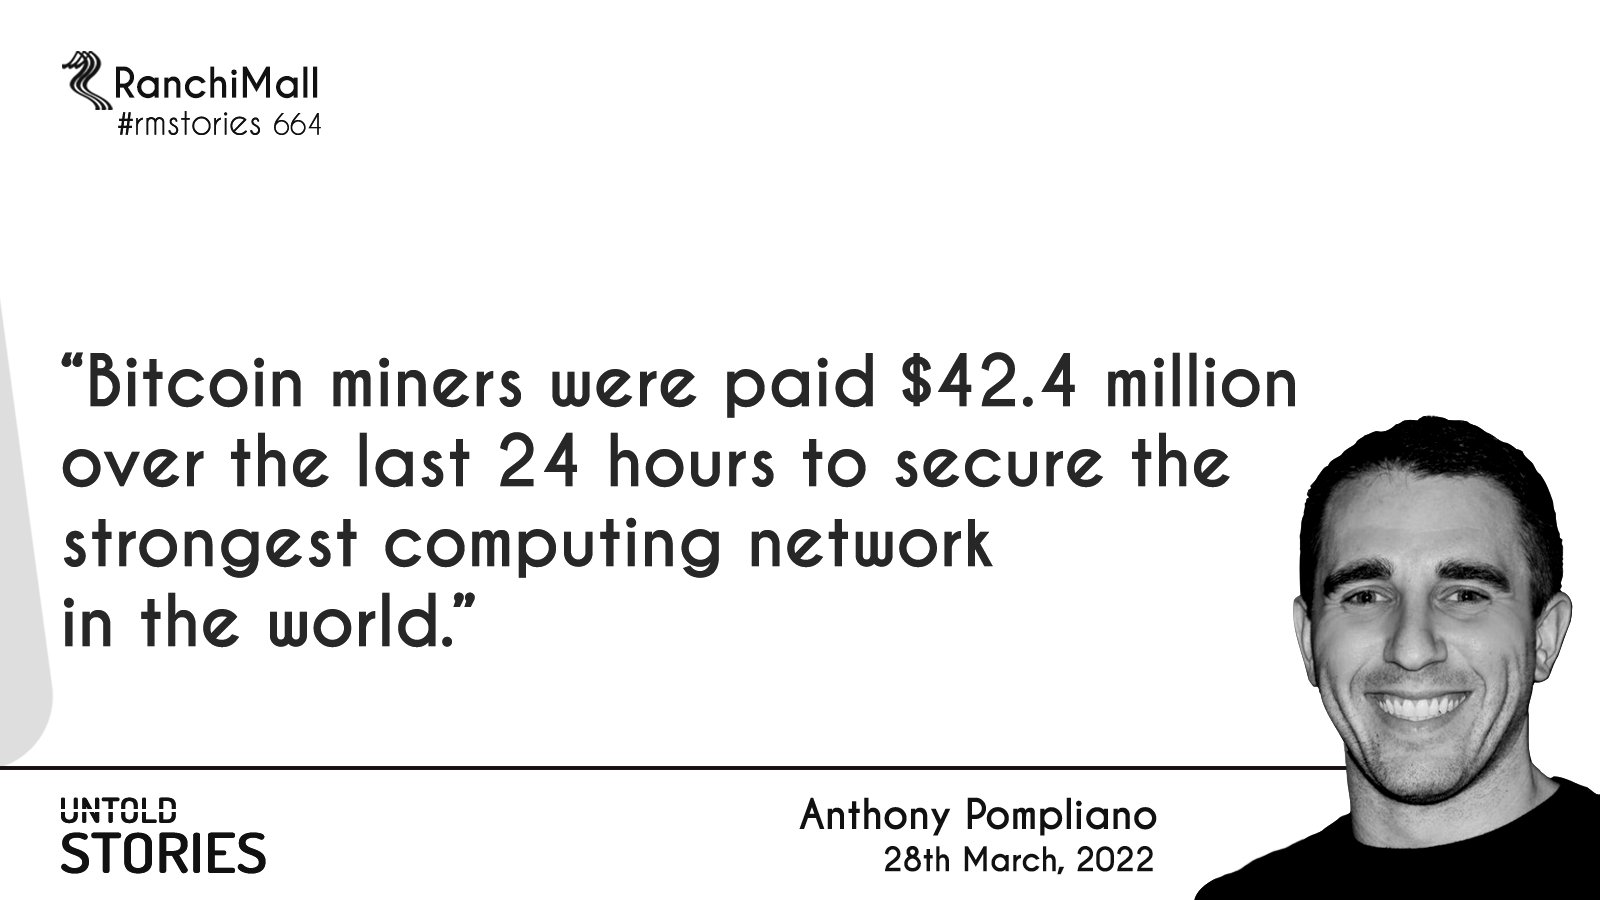 RanchiMall
#rmstories 664
“Bitcoin miners were paid $42.4 million
over the last 24 hours to secure the
strongest computing network
in the world.”
UNTOLD
STORIES
Anthony Pompliano
28th March, 2022